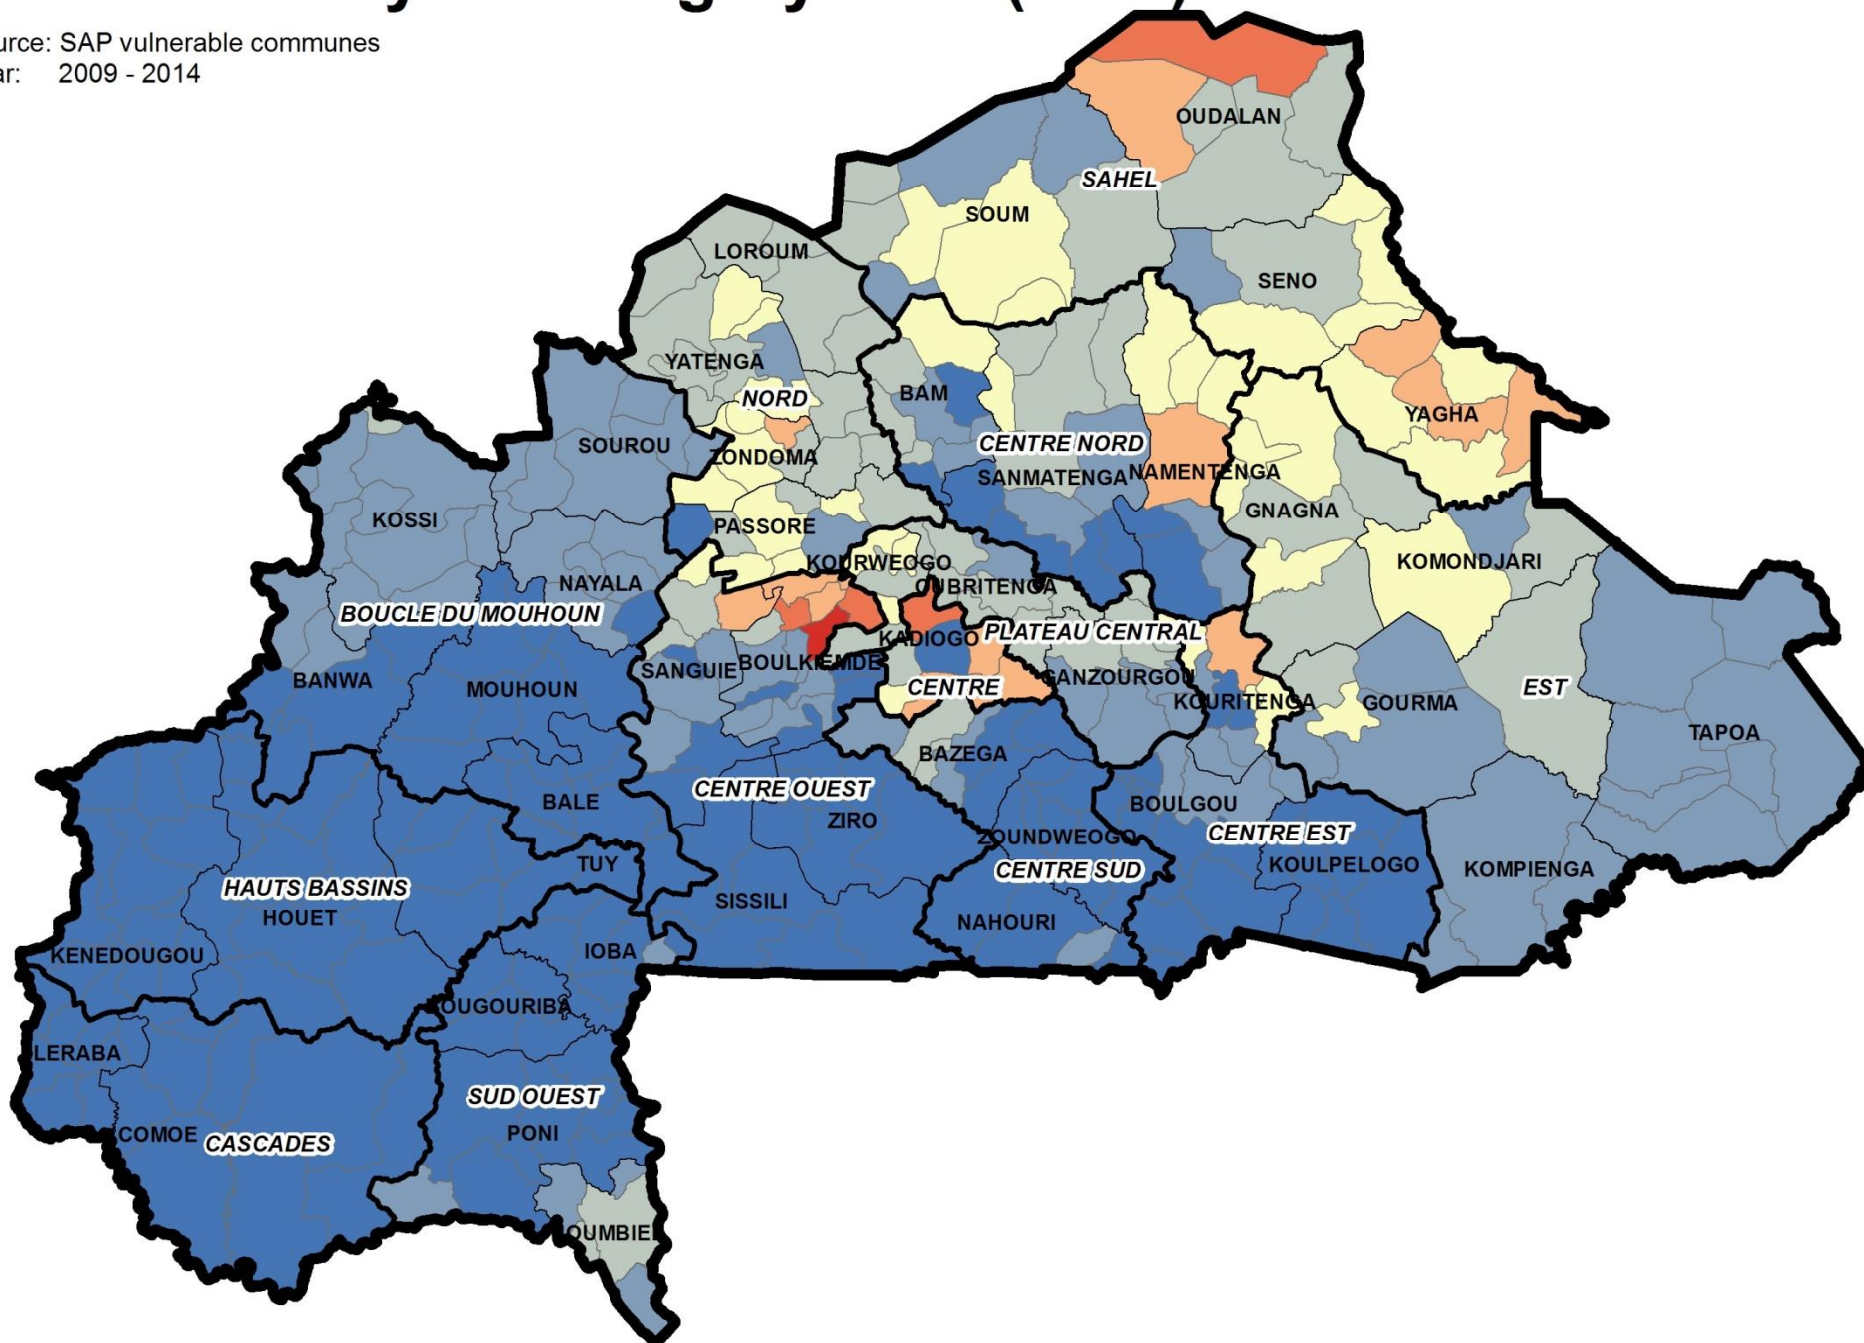 urce: SAP vulnerable communes
ar: 2009 - 2014
OUDALAN
SAHEL
SOUM
LOROUM
SENO
YATENGA
BAM
NORD
YAGHA
CENTRE NORD
SOUROU
ZONDOMA
SANMATENGA
NAMENTENGA
GNAGNA
KOSSI
PASSORE
KOMONDJARI
KOURWEOGO
NAYALA
OUBRITENGA
BOUCLE DU MOUHOUN
KADIOGO
PLATEAU CENTRAL
SANGUIE
BOULKIEMDE
BANWA
MOUHOUN
CENTRE
GANZOURGOU
EST
KOURITENGA
GOURMA
TAPOA
BAZEGA
CENTRE OUEST
BALE
BOULGOU
ZIRO
CENTRE EST
ZOUNDWEOGO
TUY
KOULPELOGO
CENTRE SUD
KOMPIENGA
HAUTS BASSINS
HOUET
SISSILI
NAHOURI
IOBA
KENEDOUGOU
OUGOURIBA
LERABA
SUD OUEST
PONI
COMOE
CASCADES
OUMBIE